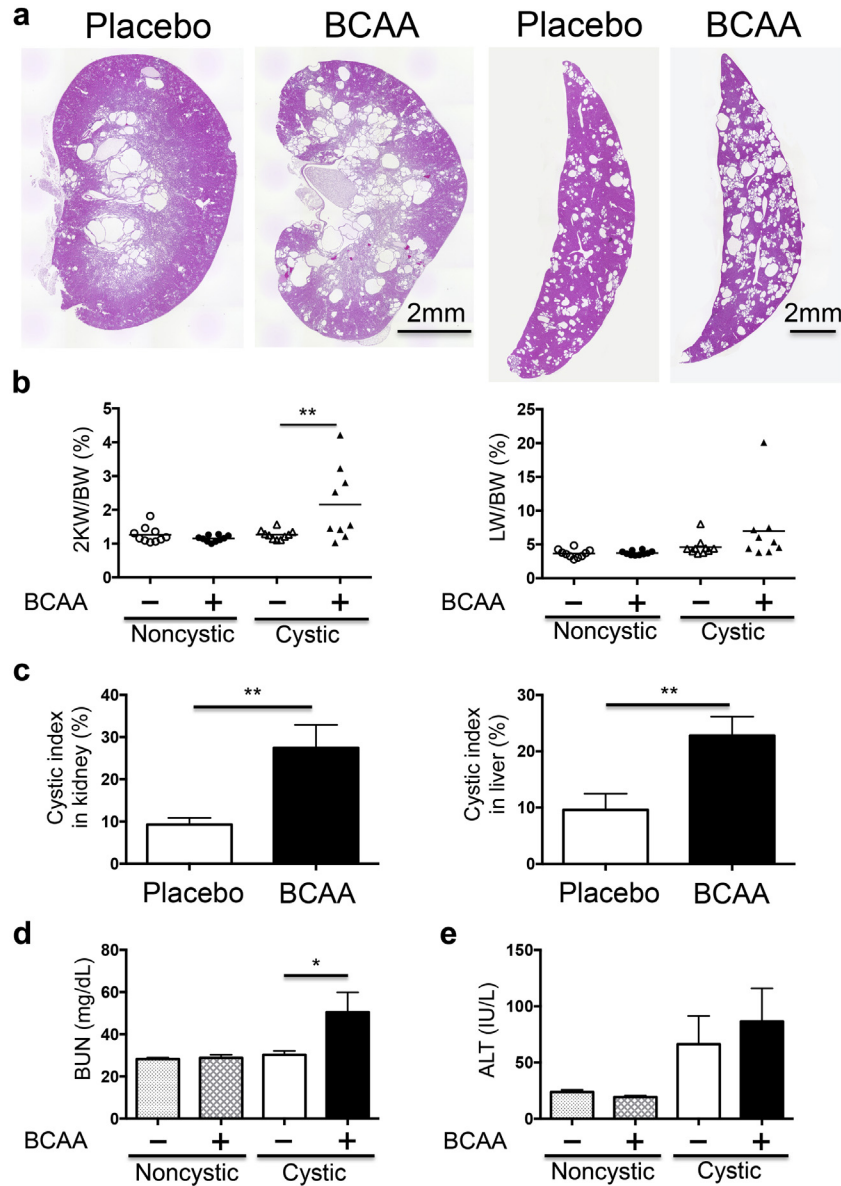 a
Placebo BCAA Placebo BCAA
2mm 2mm
b
2KW/BW (%)
5
4
3
2
1
0
**
BCAA − + − +
Noncystic Cystic
LW/BW (%)
25
20
15
10
5
0
− + − +
Noncystic Cystic
c
Cystic index
in kidney (%)
40
30
20
10
0
**
Placebo BCAA
Cystic index
in liver (%)
30
20
10
0
**
Placebo BCAA
d
BUN (mg/dL)
80
60
40
20
0
*
BCAA − + − +
Noncystic Cystic
e
ALT (IU/L)
150
100
50
0
BCAA − + − +
Noncystic Cystic